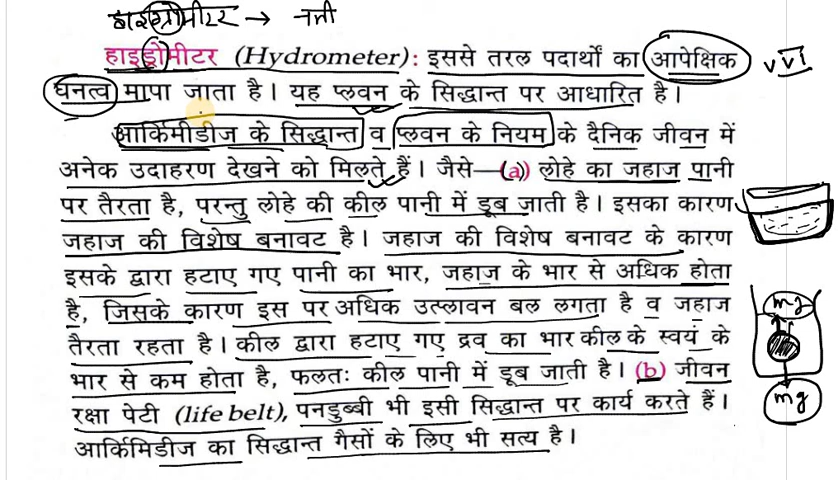 हाइग्रोमीटर → नमी
हाइड्रोमीटर (Hydrometer): इससे तरल पदार्थों का आपेक्षिक VVI
घनत्व मापा जाता है। यह प्लवन के सिद्धान्त पर आधारित है।
आर्किमीडीज के सिद्धान्त व प्लवन के नियम के दैनिक जीवन में
अनेक उदाहरण देखने को मिलते हैं। जैसे—(a) लोहे का जहाज पानी
पर तैरता है, परन्तु लोहे की कील पानी में डूब जाती है। इसका कारण
जहाज की विशेष बनावट है। जहाज की विशेष बनावट के कारण
इसके द्वारा हटाए गए पानी का भार, जहाज के भार से अधिक होता
है, जिसके कारण इस पर अधिक उत्लावन बल लगता है व जहाज mg
तैरता रहता है। कील द्वारा हटाए गए द्रव का भार कील के स्वयं के
भार से कम होता है, फलतः कील पानी में डूब जाती है। (b) जीवन
रक्षा पेटी (life belt), पनडुब्बी भी इसी सिद्धान्त पर कार्य करते हैं। mg
आर्किमिडीज का सिद्धान्त गैसों के लिए भी सत्य है।